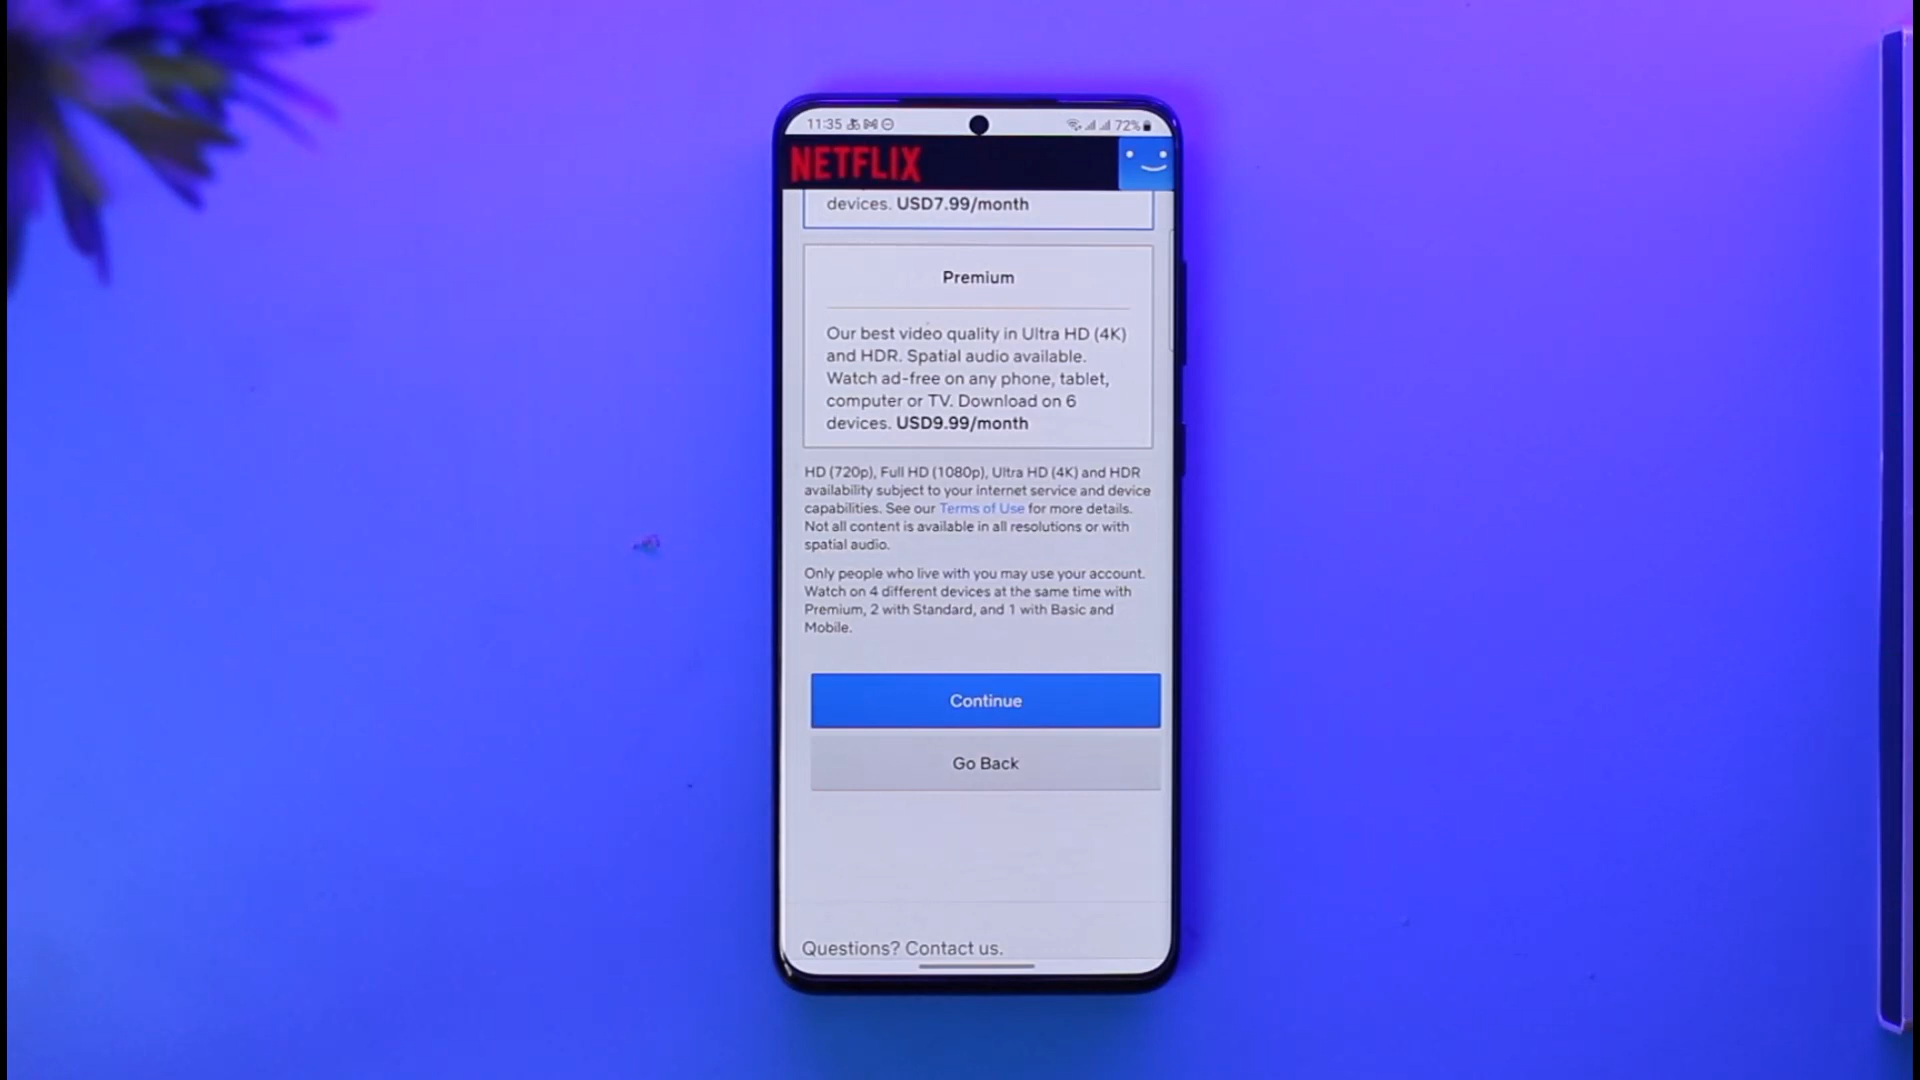 11:35
72%
NETFLIX
devices. USD7.99/month
Premium
Our best video quality in Ultra HD (4K)
and HDR. Spatial audio available.
Watch ad-free on any phone, tablet,
computer or TV. Download on 6
devices. USD9.99/month
HD (720p), Full HD (1080p), Ultra HD (4K) and HDR
availability subject to your internet service and device
capabilities. See our Terms of Use for more details.
Not all content is available in all resolutions or with
spatial audio.
Only people who live with you may use your account.
Watch on 4 different devices at the same time with
Premium, 2 with Standard, and 1 with Basic and
Mobile.
Continue
Go Back
Questions? Contact us.